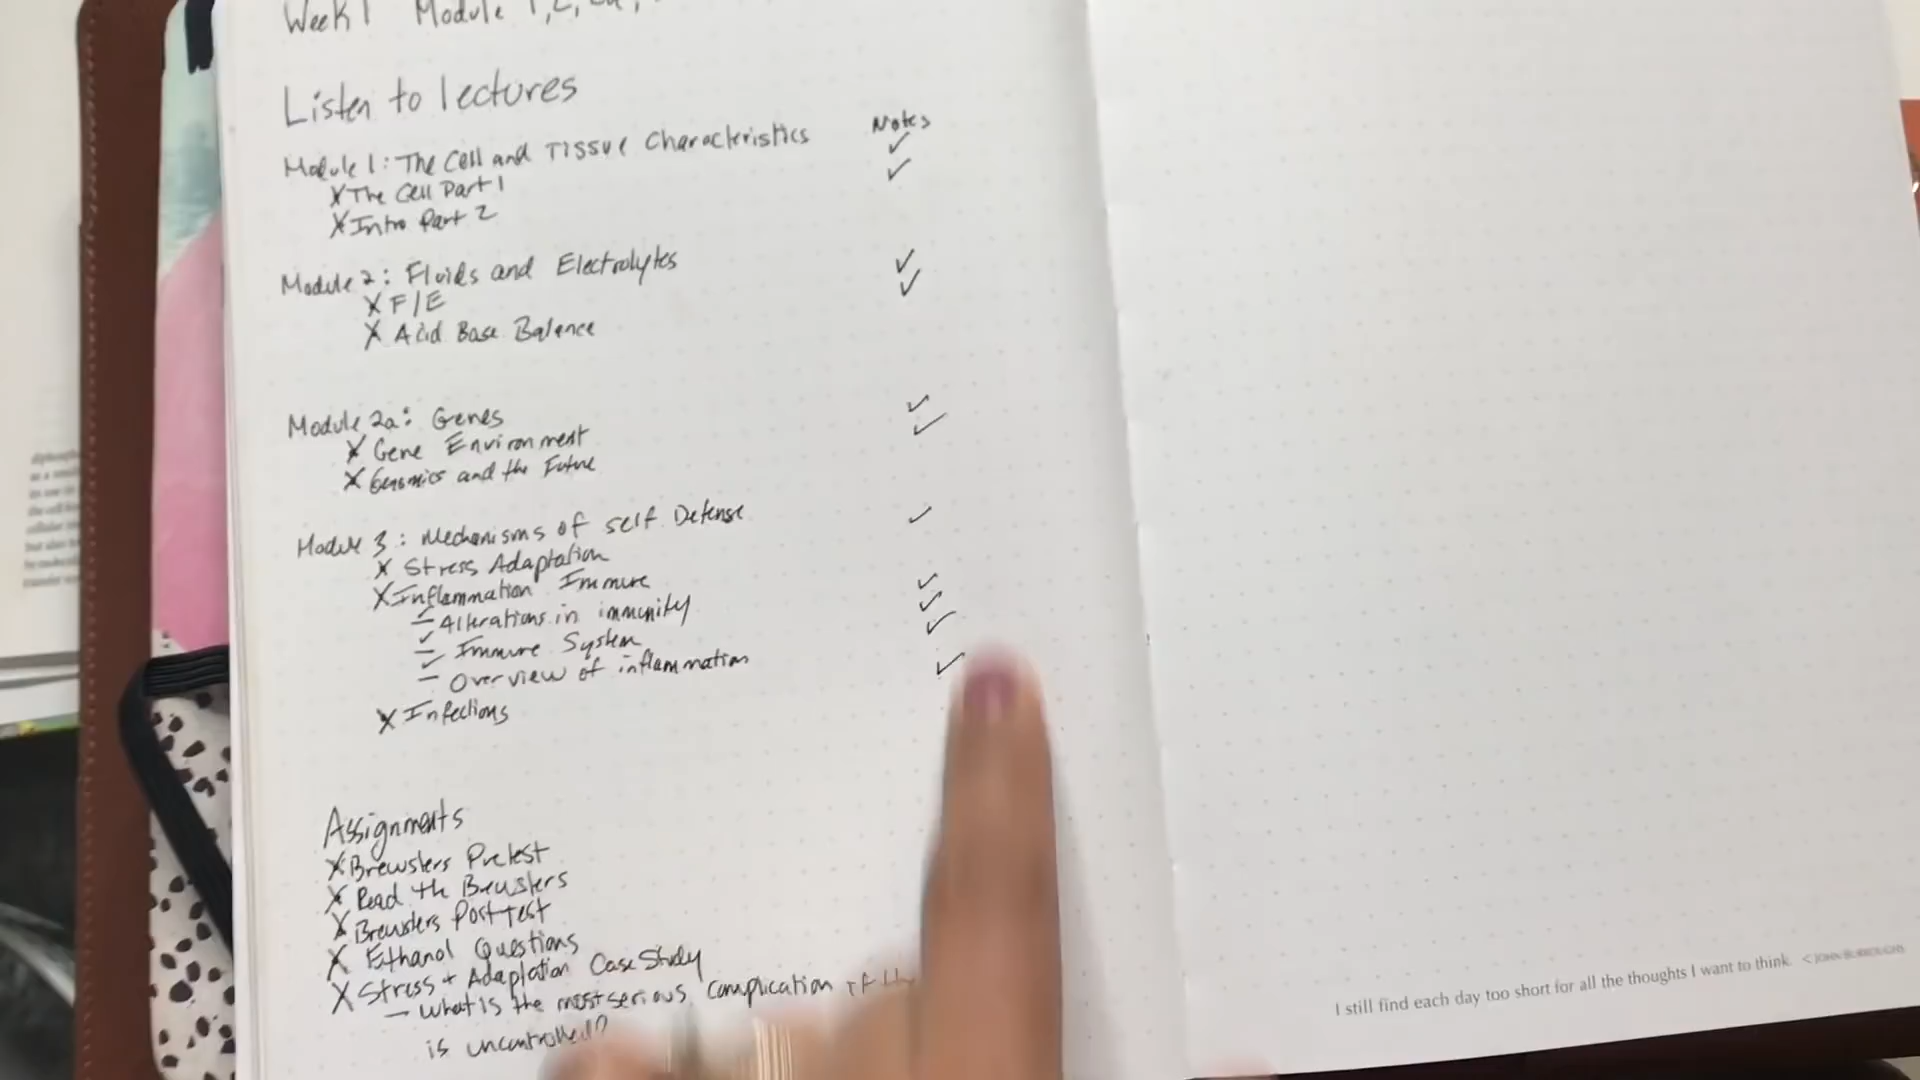 Week 1 Module 1, 2, 2a,
Listen to lectures
Notes
Module 1: The Cell and Tissue Characteristics ✓
X The Cell Part 1 ✓
X Intro Part 2
Module 2: Fluids and Electrolytes ✓
X F/E ✓
X Acid Base Balance
Module 2a: Genes ✓
X Gene Environment ✓
X Genomics and the Future
Module 3: Mechanisms of self Defense ✓
X Stress Adaptation
X Inflammation Immune ✓
- Alterations in immunity ✓
- Immune System ✓
- Overview of inflammation ✓
X Infections
Assignments
X Brewsters Pretest
X Read the Brewsters
X Brewsters Post Test
X Ethanol Questions
X Stress + Adaptation Case Study
- What is the most serious complication if
is uncontrolled?
I still find each day too short for all the thoughts I want to think. < JOHN BURROUGHS